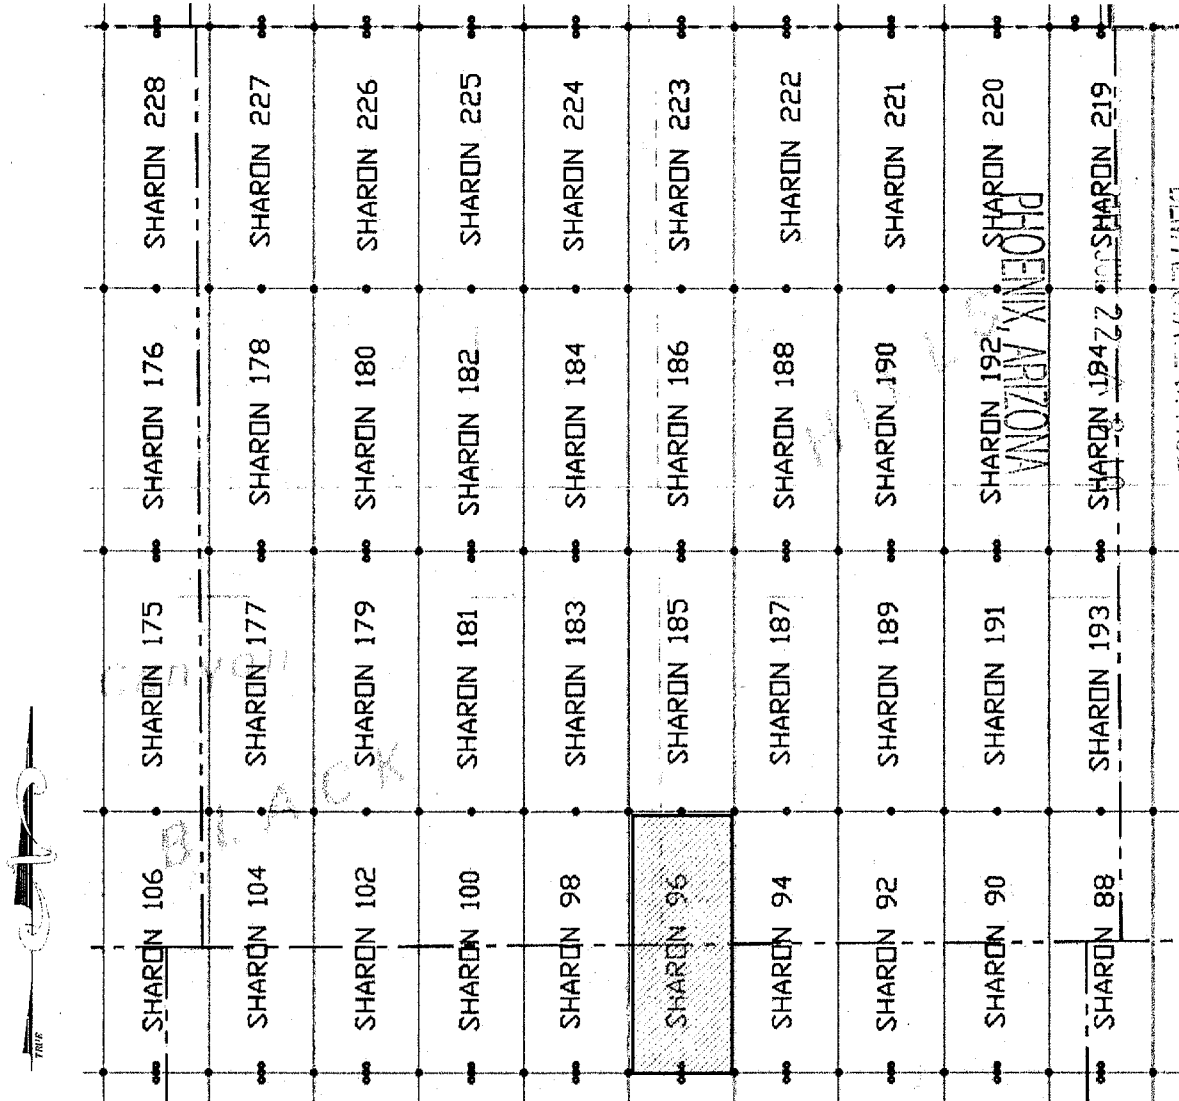 SHARON 228
SHARON 227
SHARON 226
SHARON 225
SHARON 224
SHARON 223
SHARON 222
SHARON 221
SHARON 220
SHARON 219
SHARON 176
SHARON 178
SHARON 180
SHARON 182
SHARON 184
SHARON 186
SHARON 188
SHARON 190
SHARON 192
SHARON 194
PHOENIX, ARIZONA
SHARON 175
SHARON 177
SHARON 179
SHARON 181
SHARON 183
SHARON 185
SHARON 187
SHARON 189
SHARON 191
SHARON 193
Canyon
BLACK
HILLS
SHARON 106
SHARON 104
SHARON 102
SHARON 100
SHARON 98
SHARON 96
SHARON 94
SHARON 92
SHARON 90
SHARON 88
TRUE